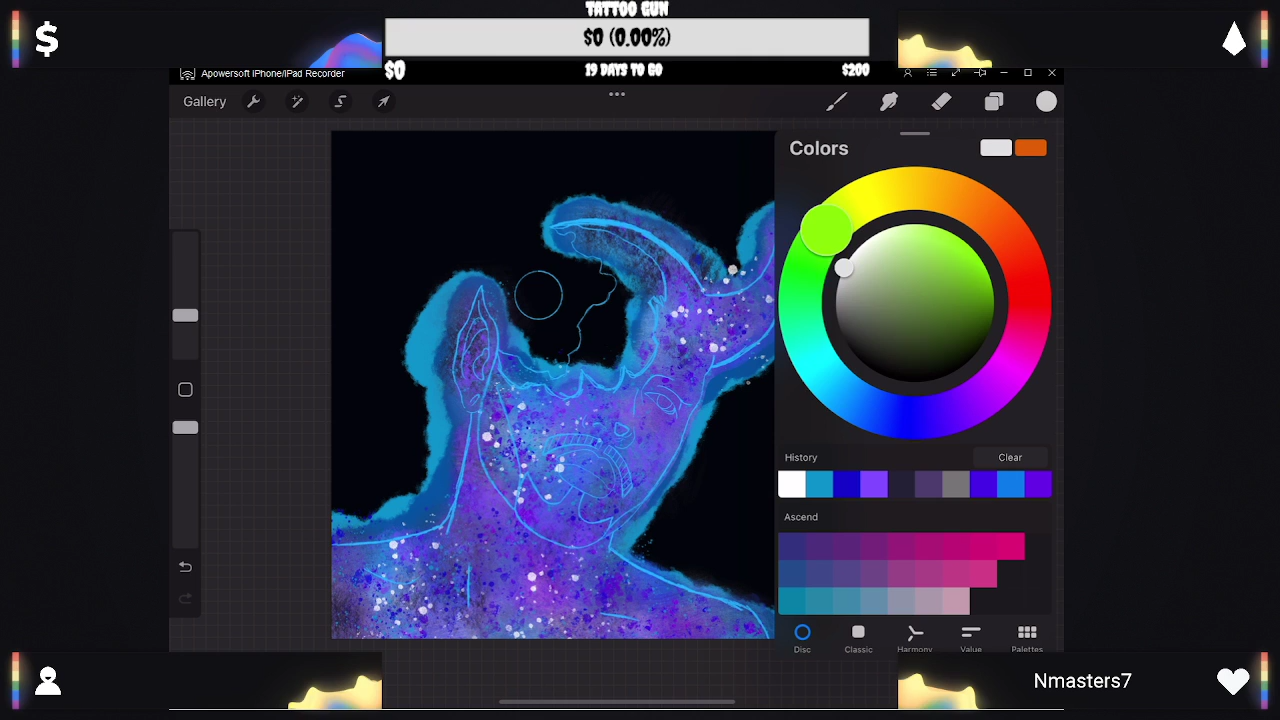 TATTOO GUN
$
$0 (0.00%)
Apowersoft iPhone/iPad Recorder
$0
19 DAYS TO GO
$200
Gallery
Colors
History
Clear
Ascend
Disc
Classic
Harmony
Value
Palettes
Nmasters7